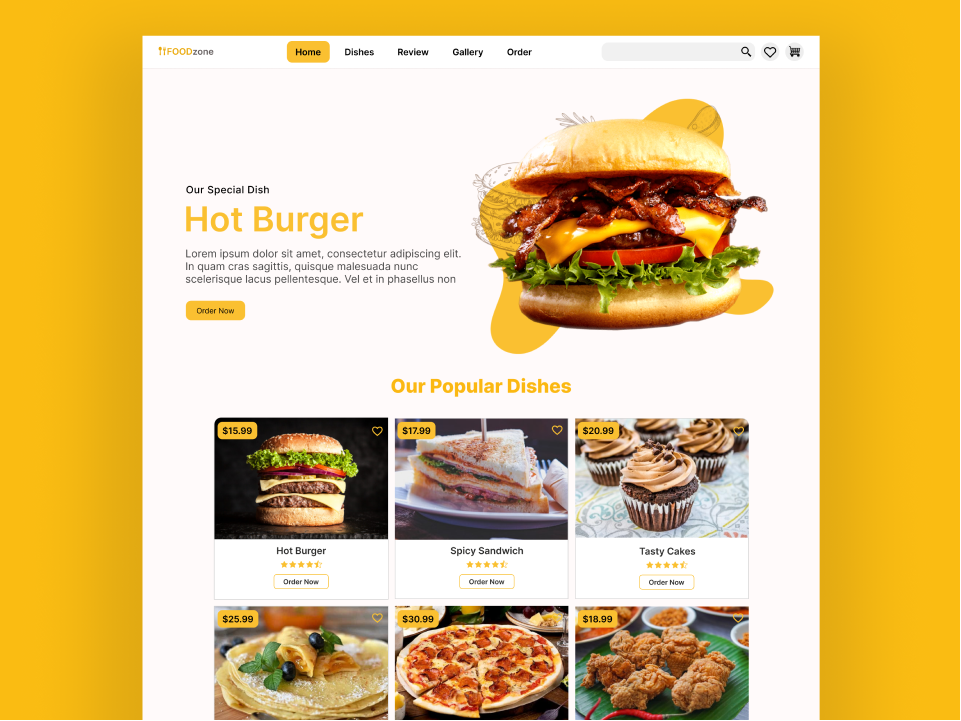 FOODzone
Home Dishes Review Gallery Order
Our Special Dish
Hot Burger
Lorem ipsum dolor sit amet, consectetur adipiscing elit.
In quam cras sagittis, quisque malesuada nunc
scelerisque lacus pellentesque. Vel et in phasellus non
Order Now
Our Popular Dishes
$15.99 $17.99 $20.99
Hot Burger Spicy Sandwich Tasty Cakes
Order Now Order Now Order Now
$25.99 $30.99 $18.99